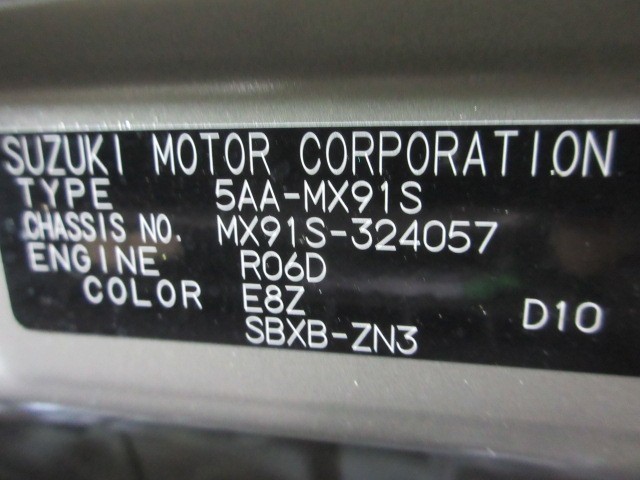 SUZUKI MOTOR CORPORATION
TYPE 5AA-MX91S
CHASSIS NO. MX91S-324057
ENGINE R06D
COLOR E8Z D10
SBXB-ZN3